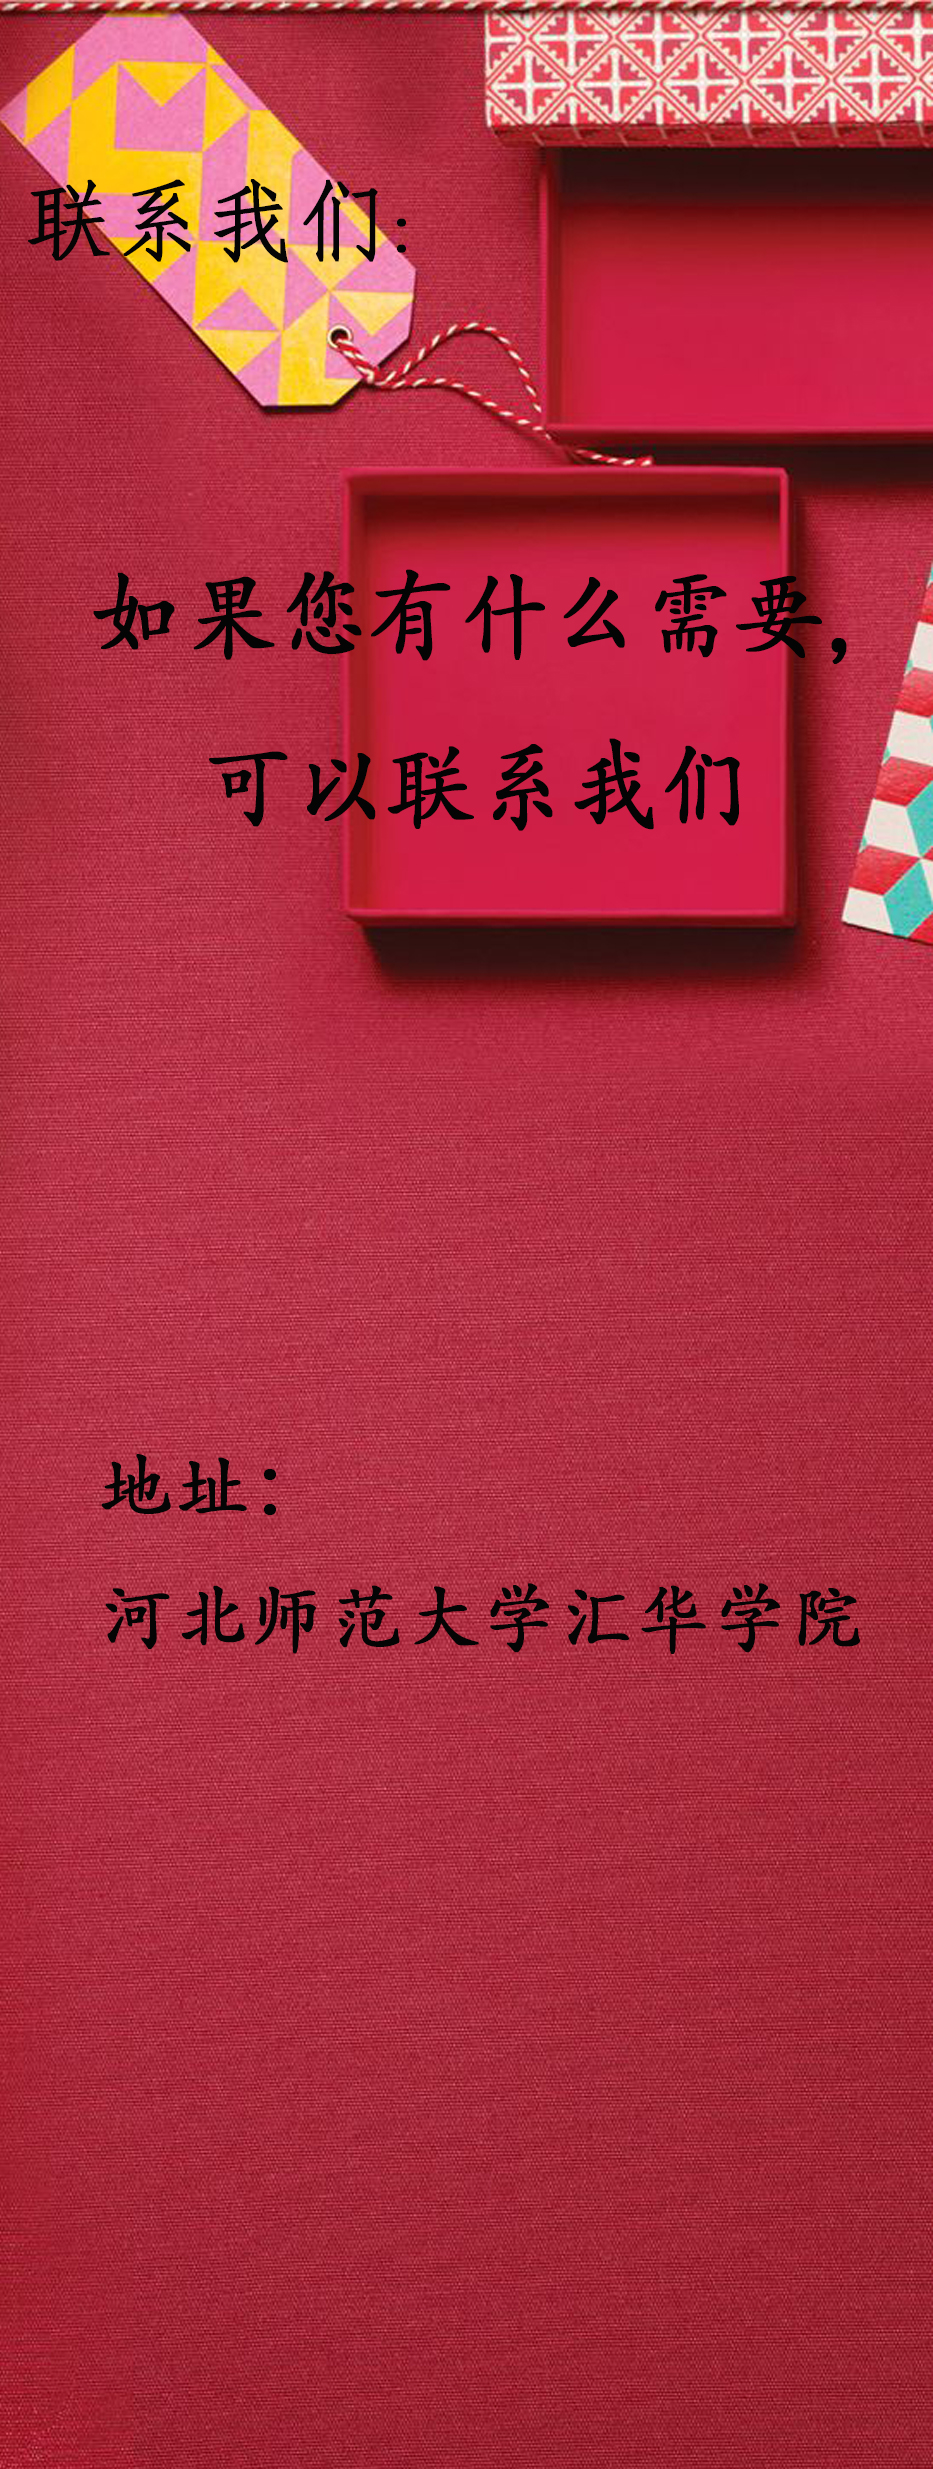 联系我们:
如果您有什么需要，
可以联系我们
地址：
河北师范大学汇华学院